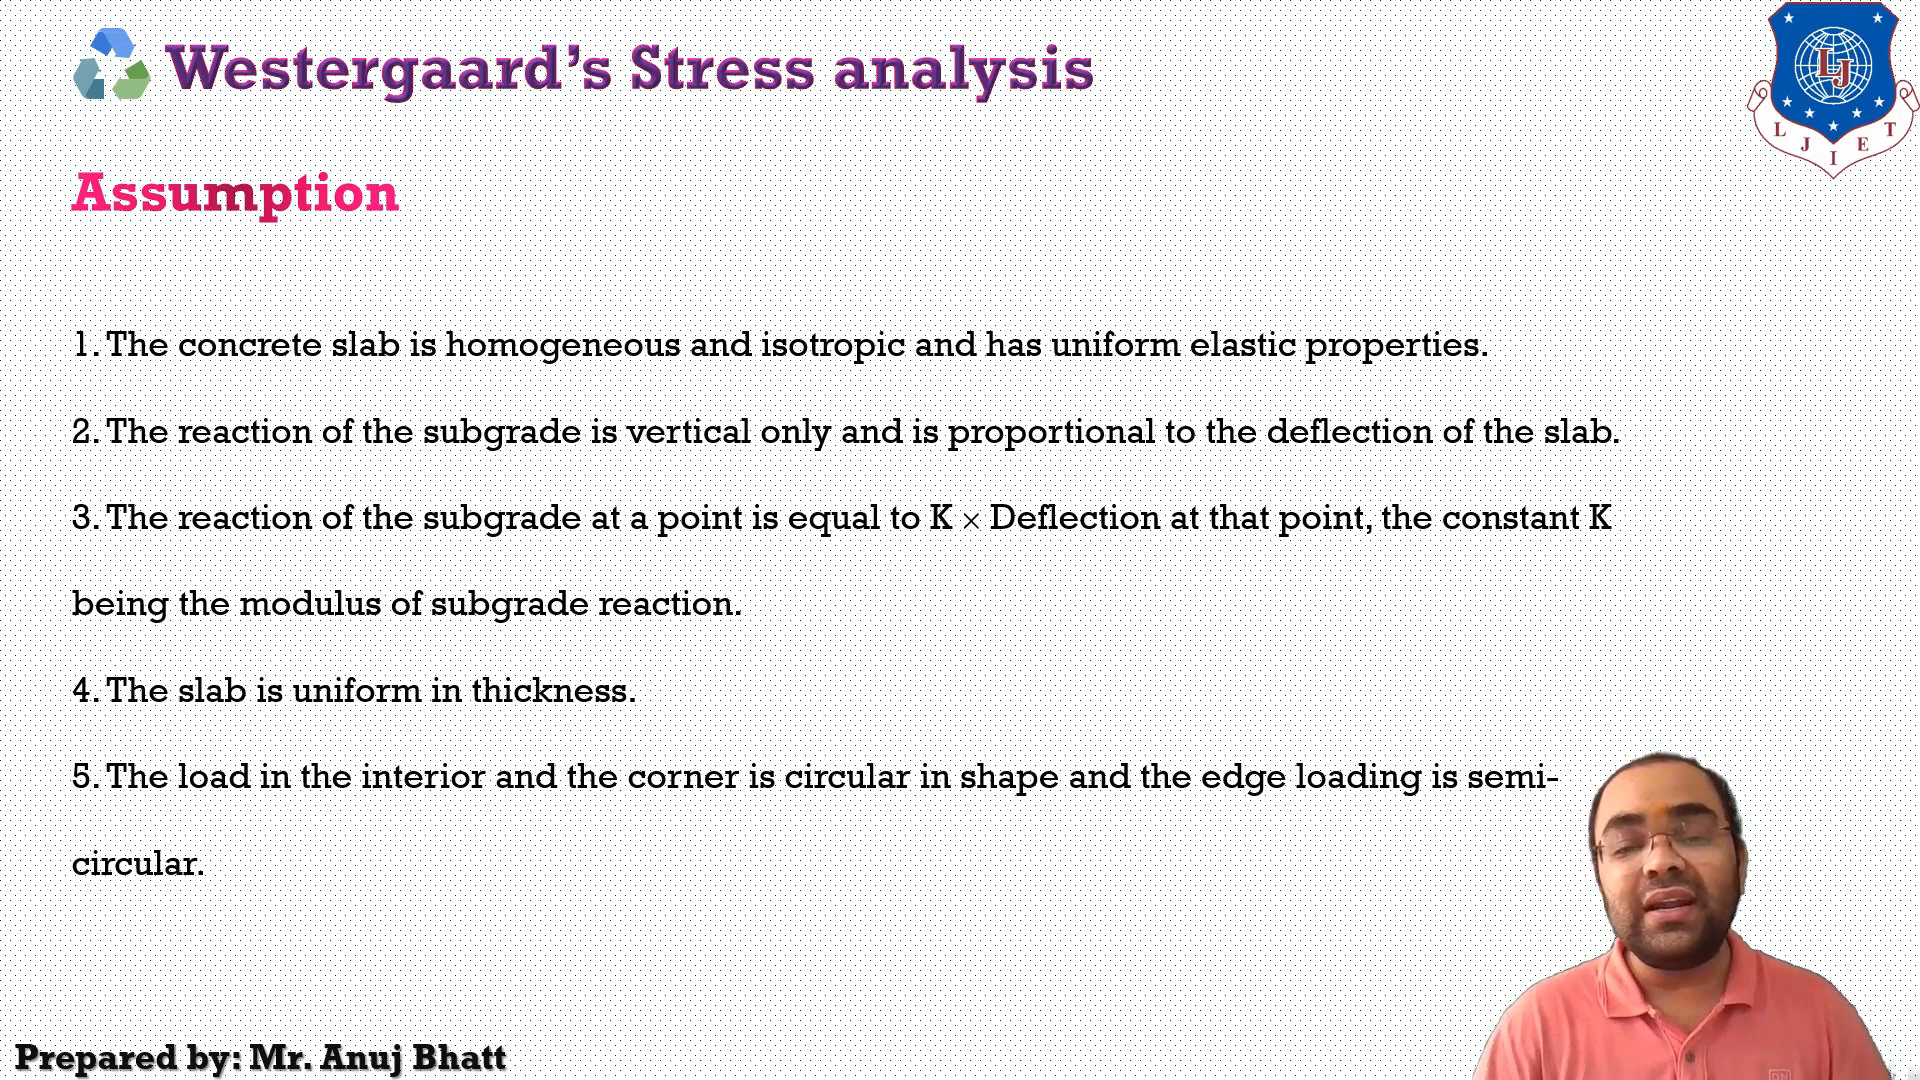 Westergaard's Stress analysis
LJ
L J I E T
Assumption
1. The concrete slab is homogeneous and isotropic and has uniform elastic properties.
2. The reaction of the subgrade is vertical only and is proportional to the deflection of the slab.
3. The reaction of the subgrade at a point is equal to K × Deflection at that point, the constant K
being the modulus of subgrade reaction.
4. The slab is uniform in thickness.
5. The load in the interior and the corner is circular in shape and the edge loading is semi-
circular.
Prepared by: Mr. Anuj Bhatt